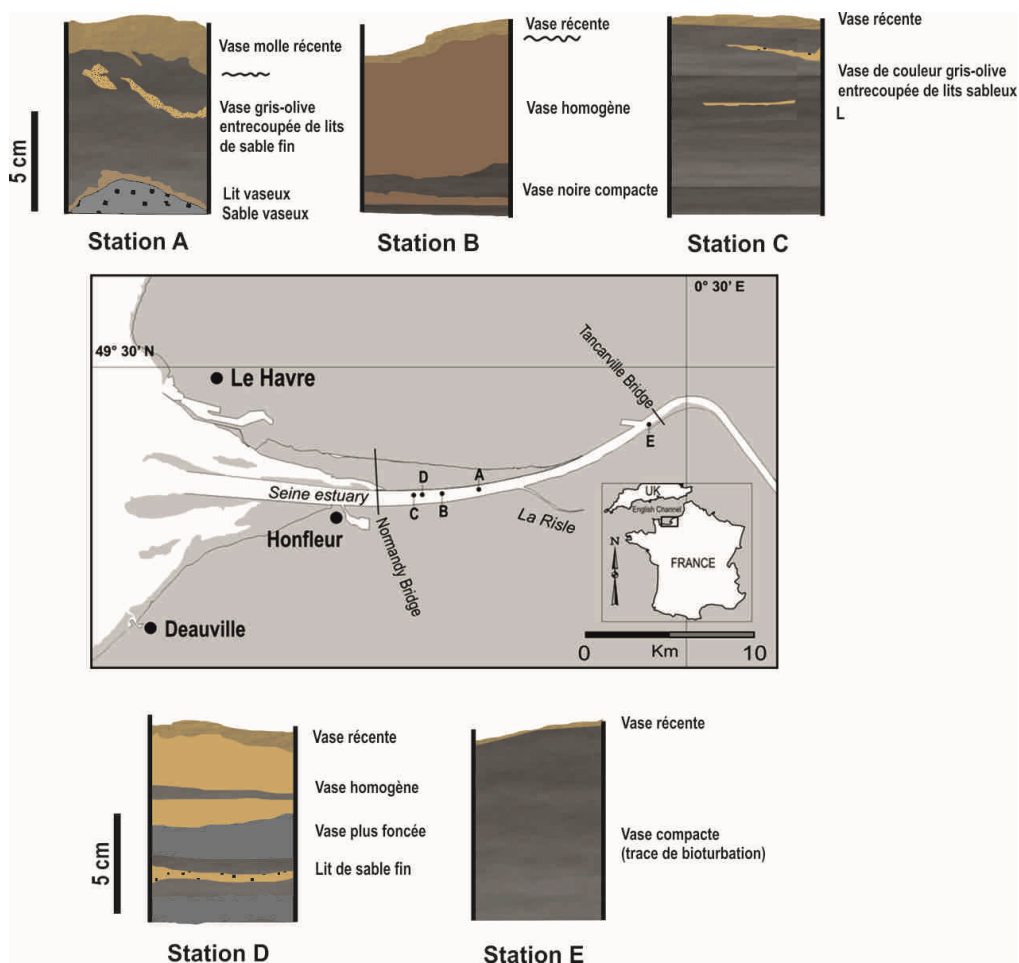 Vase molle récente
Vase gris-olive
entrecoupée de lits
de sable fin
Lit vaseux
Sable vaseux
5 cm
Station A
Vase récente
Vase homogène
Vase noire compacte
Station B
Vase récente
Vase de couleur gris-olive
entrecoupée de lits sableux
L
Station C
0° 30' E
49° 30' N
Le Havre
Tancarville Bridge
E
D
A
Seine estuary
C
B
La Risle
Honfleur
Normandy Bridge
Deauville
UK
English Channel
N
FRANCE
0
Km
10
5 cm
Vase récente
Vase homogène
Vase plus foncée
Lit de sable fin
Station D
Vase récente
Vase compacte
(trace de bioturbation)
Station E